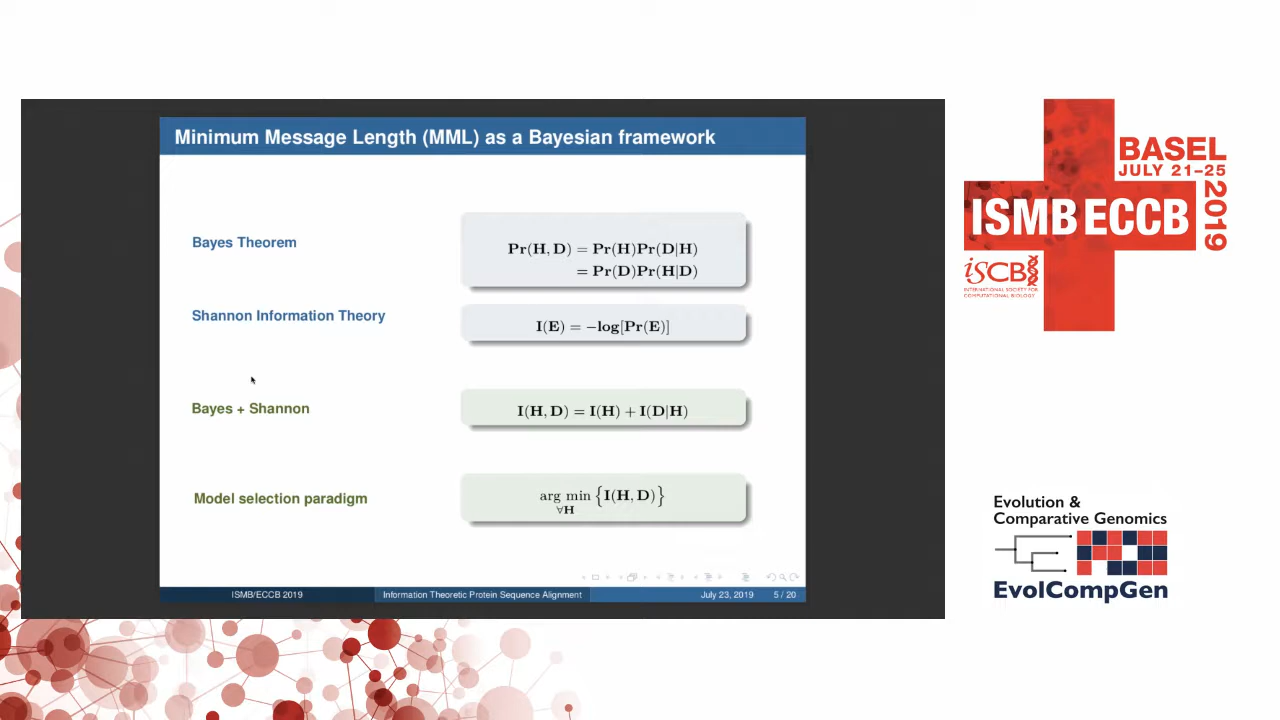 Minimum Message Length (MML) as a Bayesian framework
Bayes Theorem
Pr(H, D) = Pr(H)Pr(D|H)
= Pr(D)Pr(H|D)
Shannon Information Theory
I(E) = −log[Pr(E)]
Bayes + Shannon
I(H, D) = I(H) + I(D|H)
Model selection paradigm
arg min {I(H, D)}
∀H
ISMB/ECCB 2019
Information Theoretic Protein Sequence Alignment
July 23, 2019
5 / 20
BASEL
JULY 21–25
2019
ISMB ECCB
ISCB
INTERNATIONAL SOCIETY FOR
COMPUTATIONAL BIOLOGY
Evolution &
Comparative Genomics
EvolCompGen